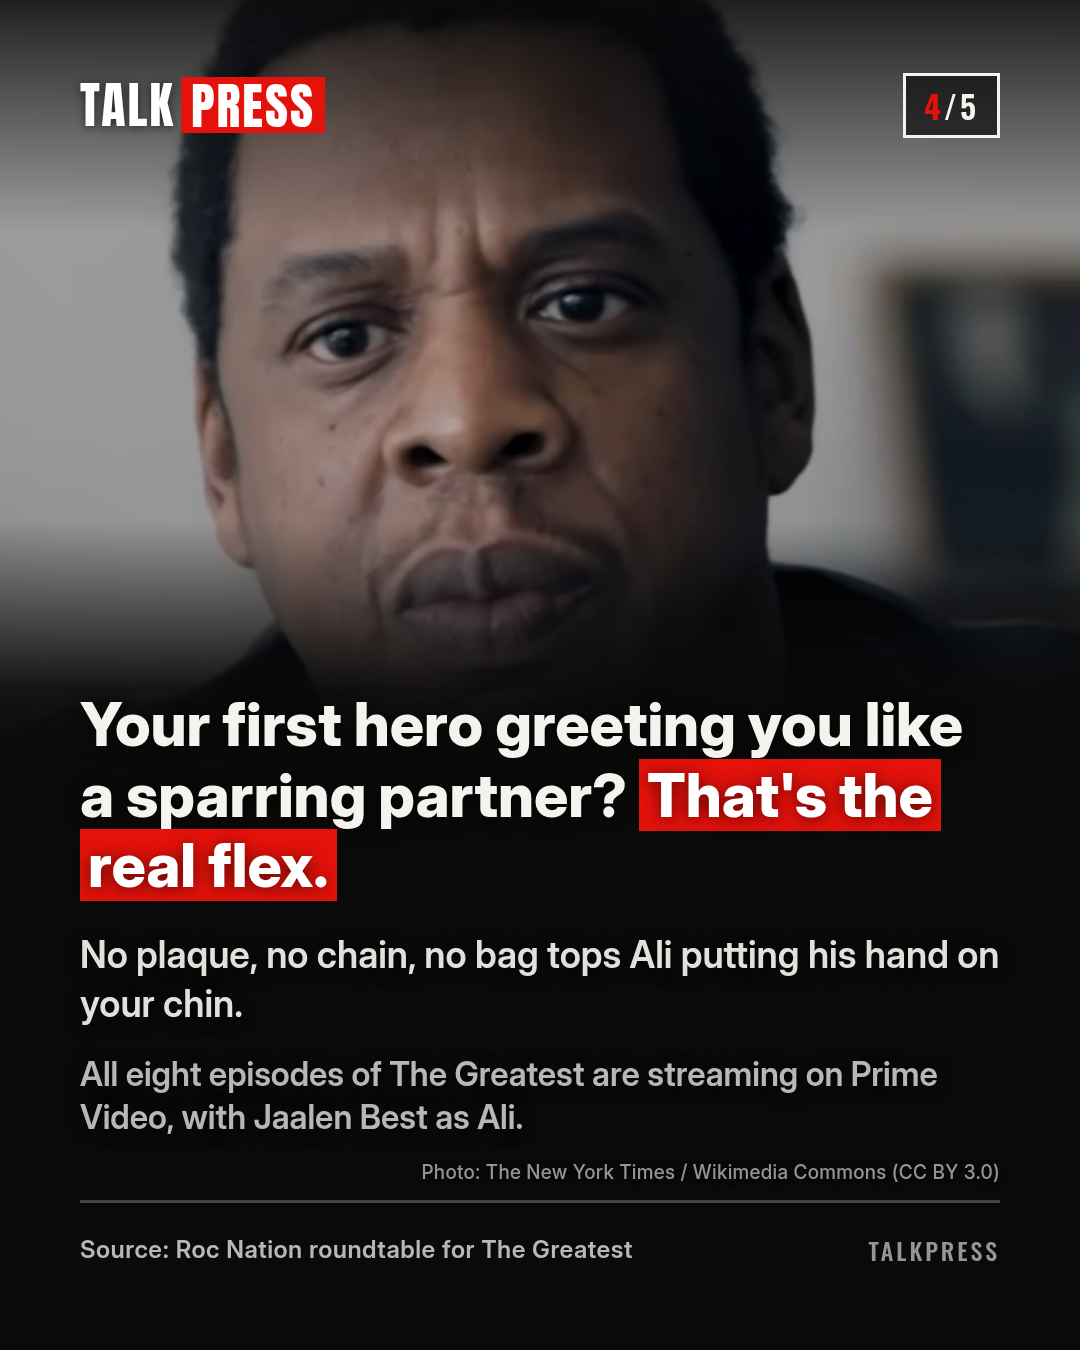 TALK PRESS
4/5
Your first hero greeting you like
a sparring partner? That's the
real flex.
No plaque, no chain, no bag tops Ali putting his hand on
your chin.
All eight episodes of The Greatest are streaming on Prime
Video, with Jaalen Best as Ali.
Photo: The New York Times / Wikimedia Commons (CC BY 3.0)
Source: Roc Nation roundtable for The Greatest
TALKPRESS